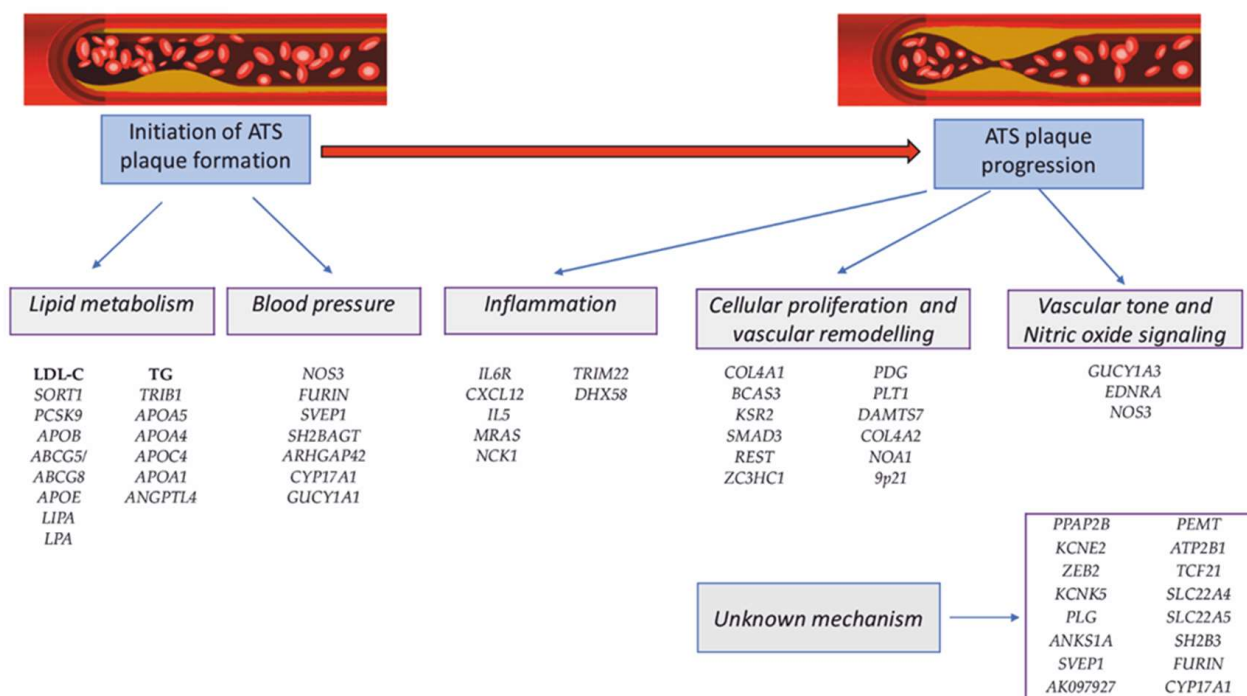 Initiation of ATS
plaque formation
ATS plaque
progression
Lipid metabolism
Blood pressure
Inflammation
Cellular proliferation and
vascular remodelling
Vascular tone and
Nitric oxide signaling
LDL-C
SORT1
PCSK9
APOB
ABCG5/
ABCG8
APOE
LIPA
LPA
TG
TRIB1
APOA5
APOA4
APOC4
APOA1
ANGPTL4
NOS3
FURIN
SVEP1
SH2BAGT
ARHGAP42
CYP17A1
GUCY1A1
IL6R
CXCL12
IL5
MRAS
NCK1
TRIM22
DHX58
COL4A1
BCAS3
KSR2
SMAD3
REST
ZC3HC1
PDG
PLT1
DAMTS7
COL4A2
NOA1
9p21
GUCY1A3
EDNRA
NOS3
Unknown mechanism
PPAP2B
KCNE2
ZEB2
KCNK5
PLG
ANKS1A
SVEP1
AK097927
PEMT
ATP2B1
TCF21
SLC22A4
SLC22A5
SH2B3
FURIN
CYP17A1